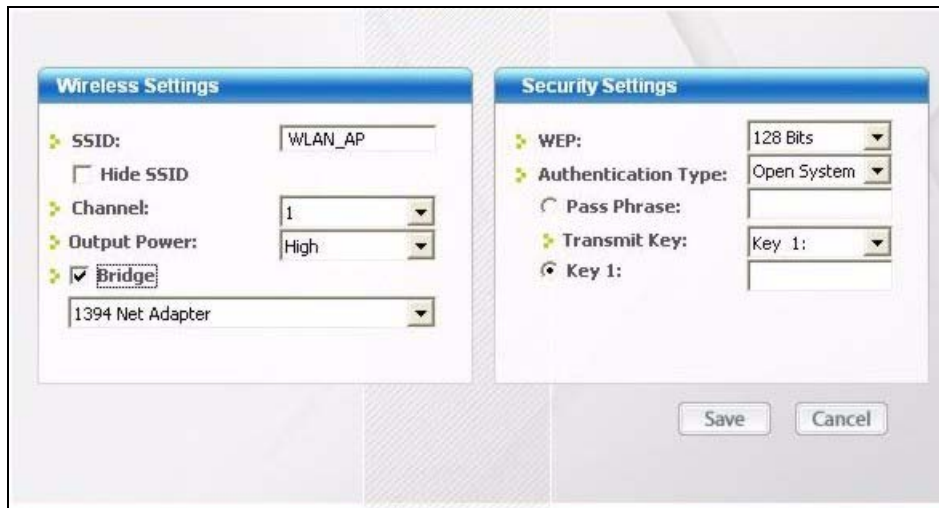 Wireless Settings
SSID: WLAN_AP
Hide SSID
Channel: 1
Output Power: High
Bridge
1394 Net Adapter
Security Settings
WEP: 128 Bits
Authentication Type: Open System
Pass Phrase:
Transmit Key: Key 1:
Key 1:
Save Cancel